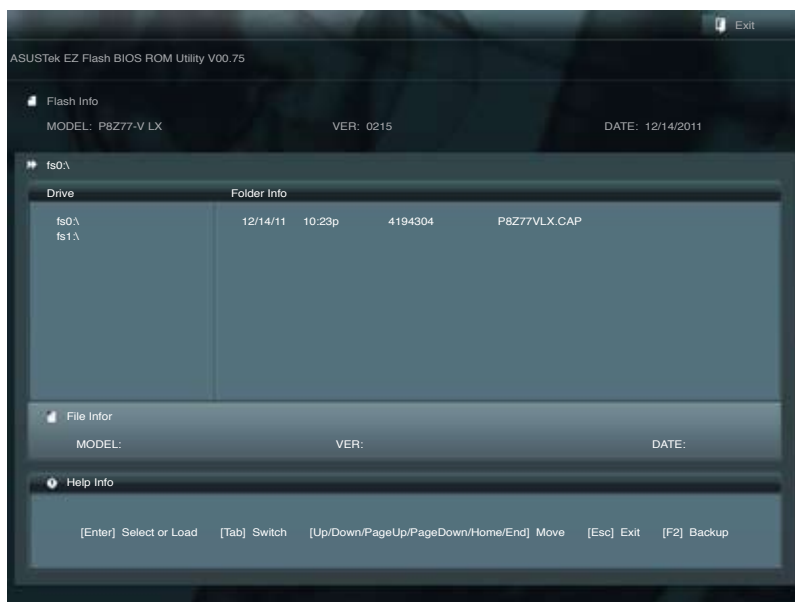 Exit
ASUSTek EZ Flash BIOS ROM Utility V00.75
Flash Info
MODEL: P8Z77-V LX VER: 0215 DATE: 12/14/2011
fs0:\
Drive Folder Info
fs0:\ 12/14/11 10:23p 4194304 P8Z77VLX.CAP
fs1:\
File Infor
MODEL: VER: DATE:
Help Info
[Enter] Select or Load [Tab] Switch [Up/Down/PageUp/PageDown/Home/End] Move [Esc] Exit [F2] Backup